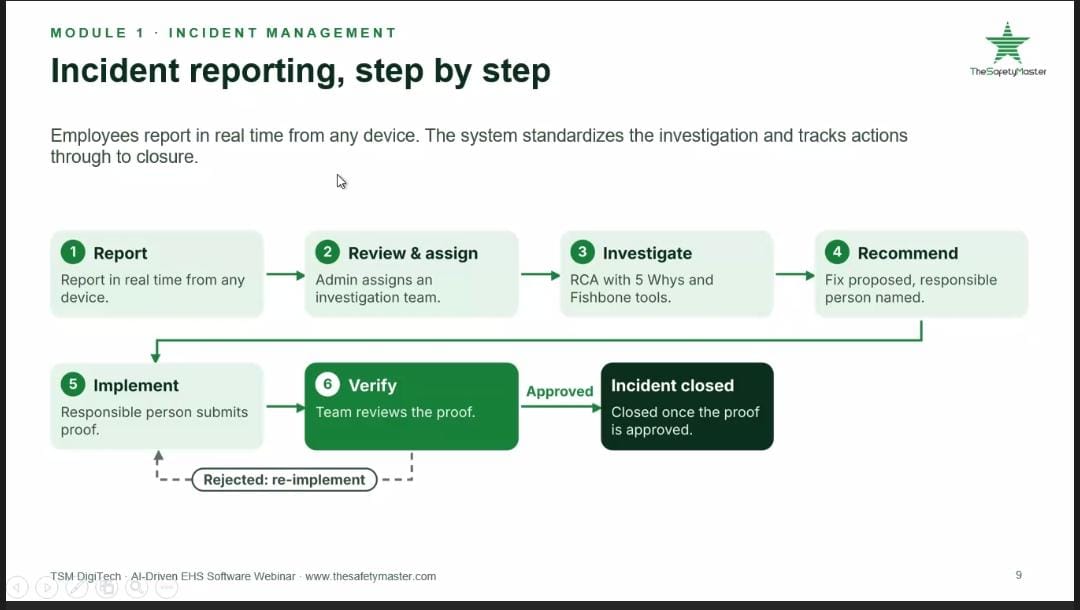 MODULE 1 · INCIDENT MANAGEMENT
Incident reporting, step by step
TheSafetyMaster
Employees report in real time from any device. The system standardizes the investigation and tracks actions
through to closure.
1 Report
Report in real time from any
device.
2 Review & assign
Admin assigns an
investigation team.
3 Investigate
RCA with 5 Whys and
Fishbone tools.
4 Recommend
Fix proposed, responsible
person named.
5 Implement
Responsible person submits
proof.
6 Verify
Team reviews the proof.
Approved
Incident closed
Closed once the proof
is approved.
Rejected: re-implement
TSM DigiTech · AI-Driven EHS Software Webinar · www.thesafetymaster.com
9